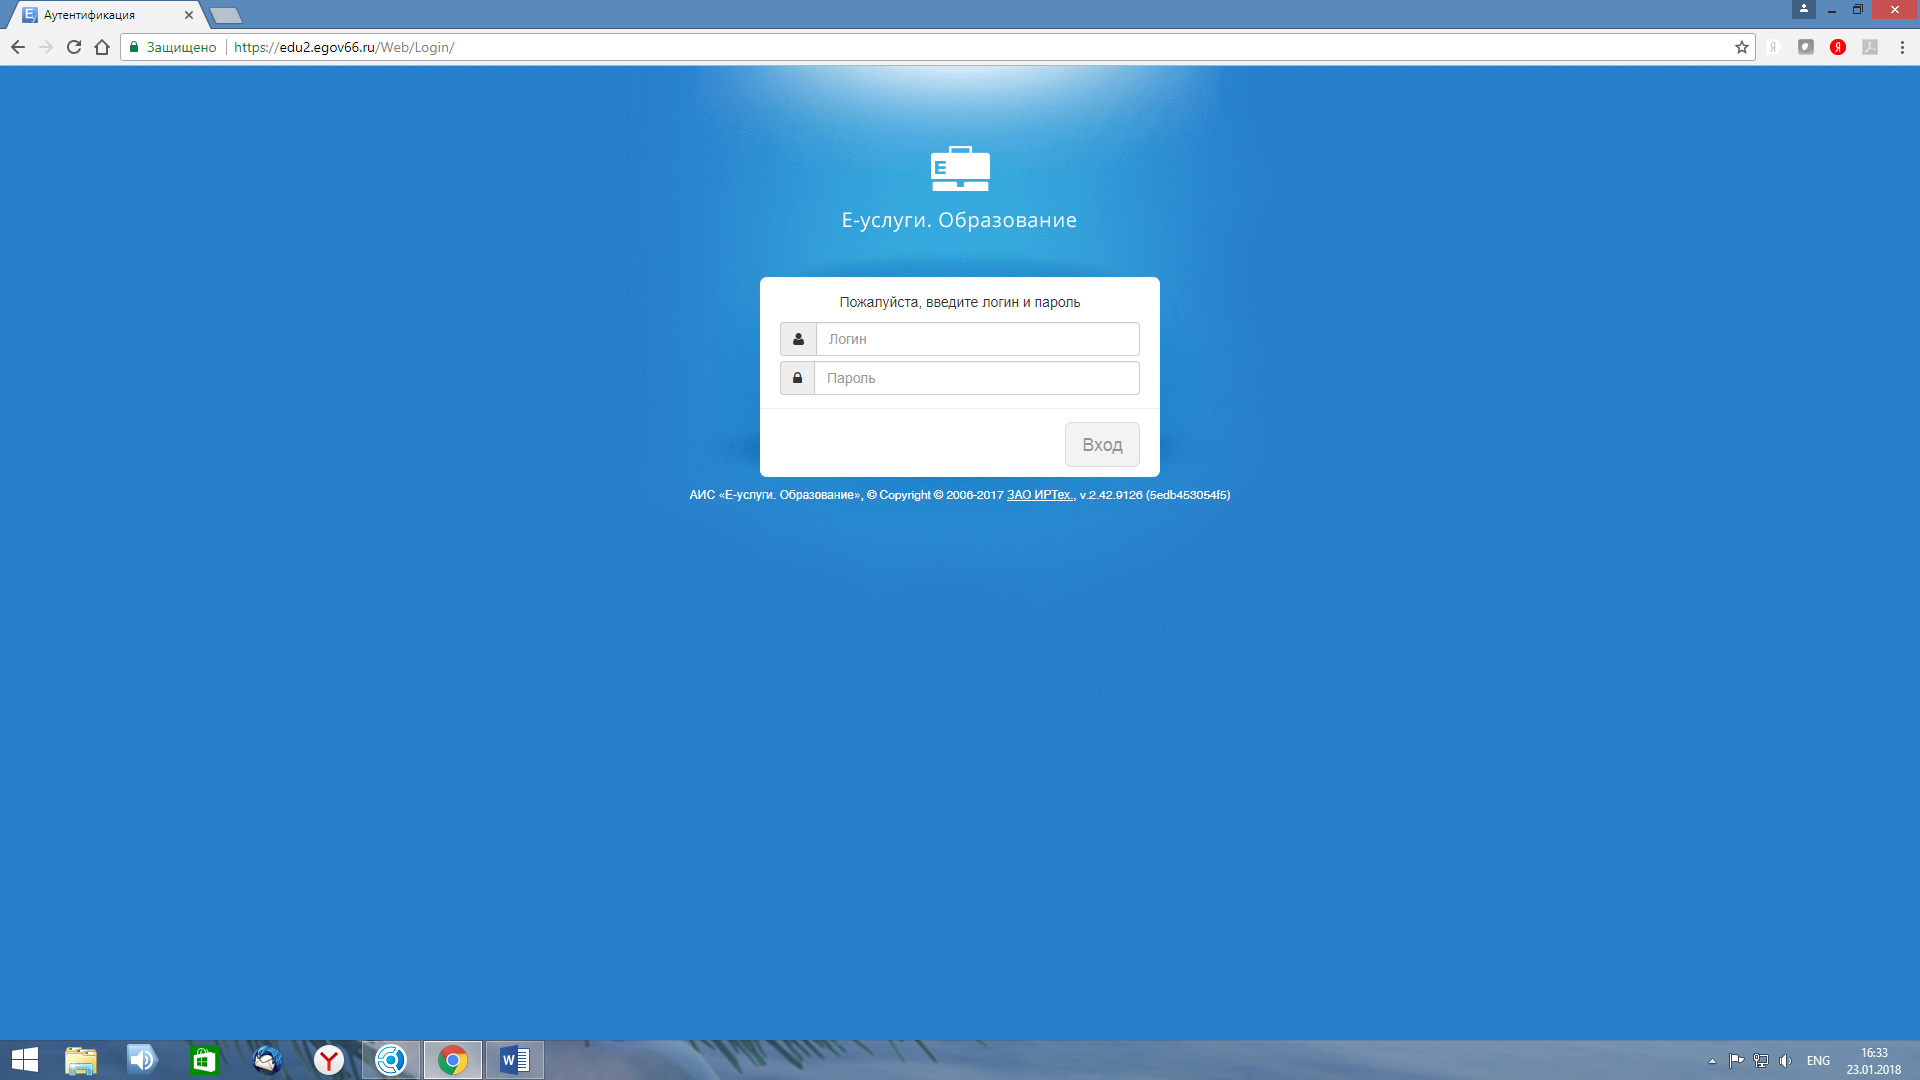 Аутентификация
Защищено https://edu2.egov66.ru/Web/Login/
E
Е-услуги. Образование
Пожалуйста, введите логин и пароль
Логин
Пароль
Вход
АИС «Е-услуги. Образование», © Copyright © 2006-2017 ЗАО ИРТех., v.2.42.9126 (5edb453054f5)
ENG
16:33
23.01.2018